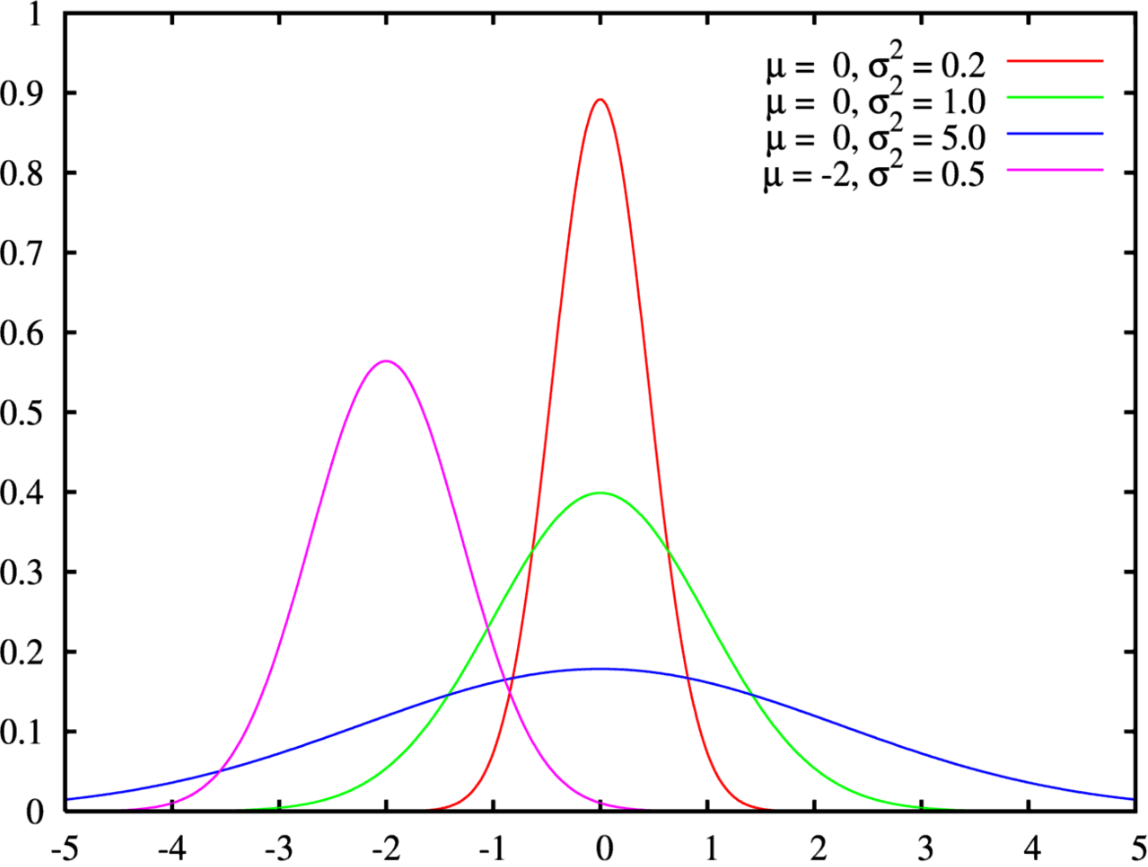 1
μ = 0, σ² = 0.2
0.9
μ = 0, σ² = 1.0
μ = 0, σ² = 5.0
0.8
μ = -2, σ² = 0.5
0.7
0.6
0.5
0.4
0.3
0.2
0.1
0
-5 -4 -3 -2 -1 0 1 2 3 4 5